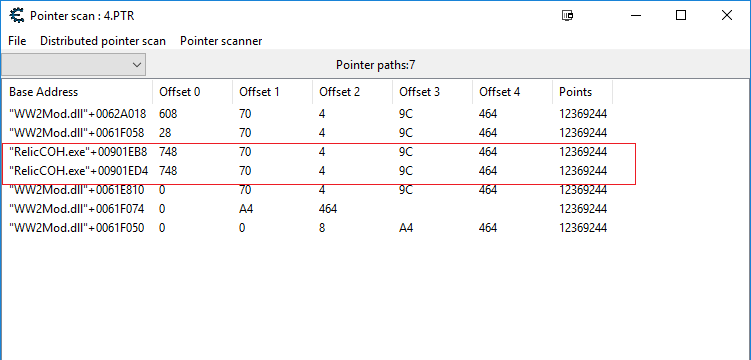 Pointer scan : 4.PTR
File Distributed pointer scan Pointer scanner
Pointer paths:7
Base Address Offset 0 Offset 1 Offset 2 Offset 3 Offset 4 Points
"WW2Mod.dll"+0062A018 608 70 4 9C 464 12369244
"WW2Mod.dll"+0061F058 28 70 4 9C 464 12369244
"RelicCOH.exe"+00901EB8 748 70 4 9C 464 12369244
"RelicCOH.exe"+00901ED4 748 70 4 9C 464 12369244
"WW2Mod.dll"+0061E810 0 70 4 9C 464 12369244
"WW2Mod.dll"+0061F074 0 A4 464 12369244
"WW2Mod.dll"+0061F050 0 0 8 A4 464 12369244